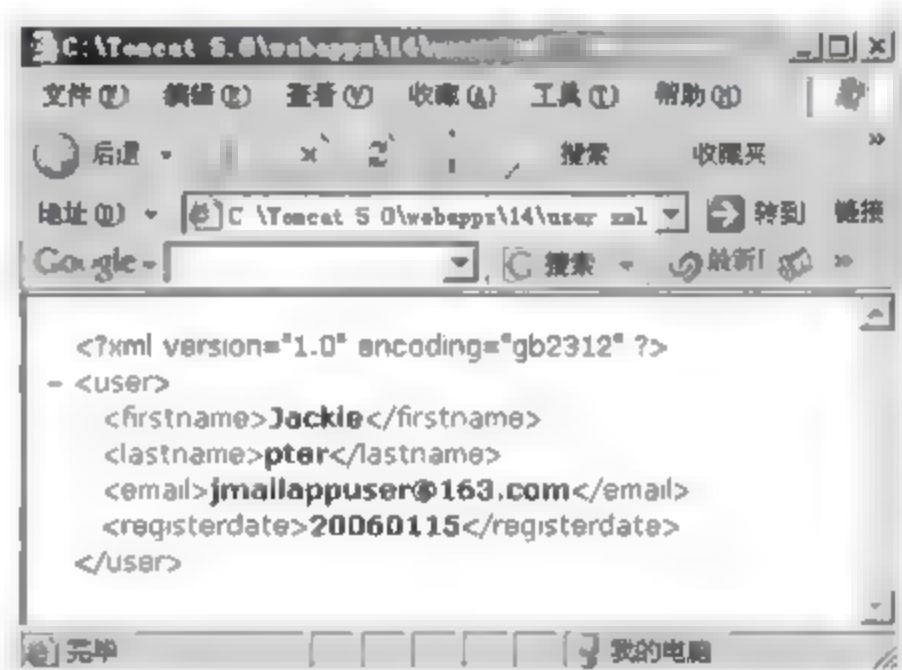 C:\Tomcat 5.0\webapps\14\
文件(F) 编辑(E) 查看(V) 收藏(A) 工具(T) 帮助(H)
后退 搜索 收藏夹
地址(D) C \Tomcat 5 0\webapps\14\user xml 转到 链接
Google 搜索 最新
<?xml version="1.0" encoding="gb2312" ?>
- <user>
<firstname>Jackie</firstname>
<lastname>pter</lastname>
<email>jmailappuser@163.com</email>
<registerdate>20060115</registerdate>
</user>
完毕 我的电脑